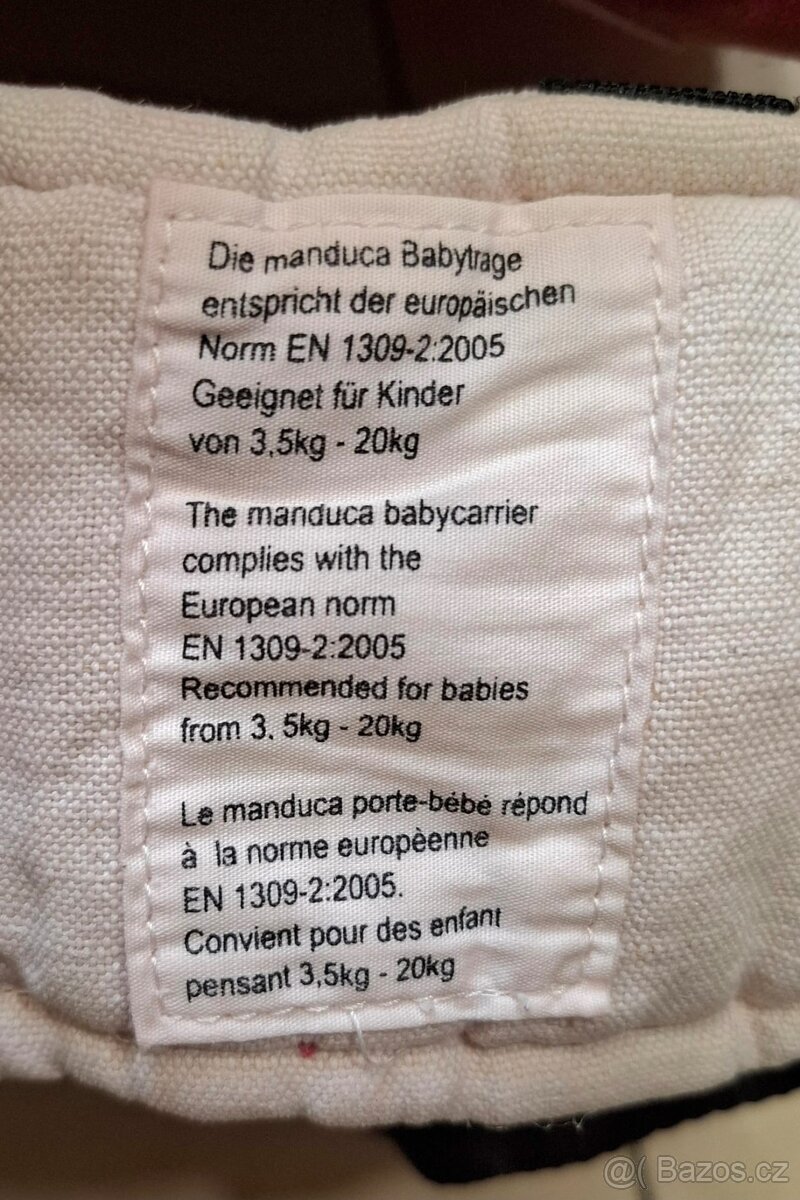 Die manduca Babytrage
entspricht der europäischen
Norm EN 1309-2:2005
Geeignet für Kinder
von 3,5kg - 20kg
The manduca babycarrier
complies with the
European norm
EN 1309-2:2005
Recommended for babies
from 3. 5kg - 20kg
Le manduca porte-bébé répond
à la norme europèenne
EN 1309-2:2005.
Convient pour des enfant
pensant 3,5kg - 20kg
@( Bazos.cz